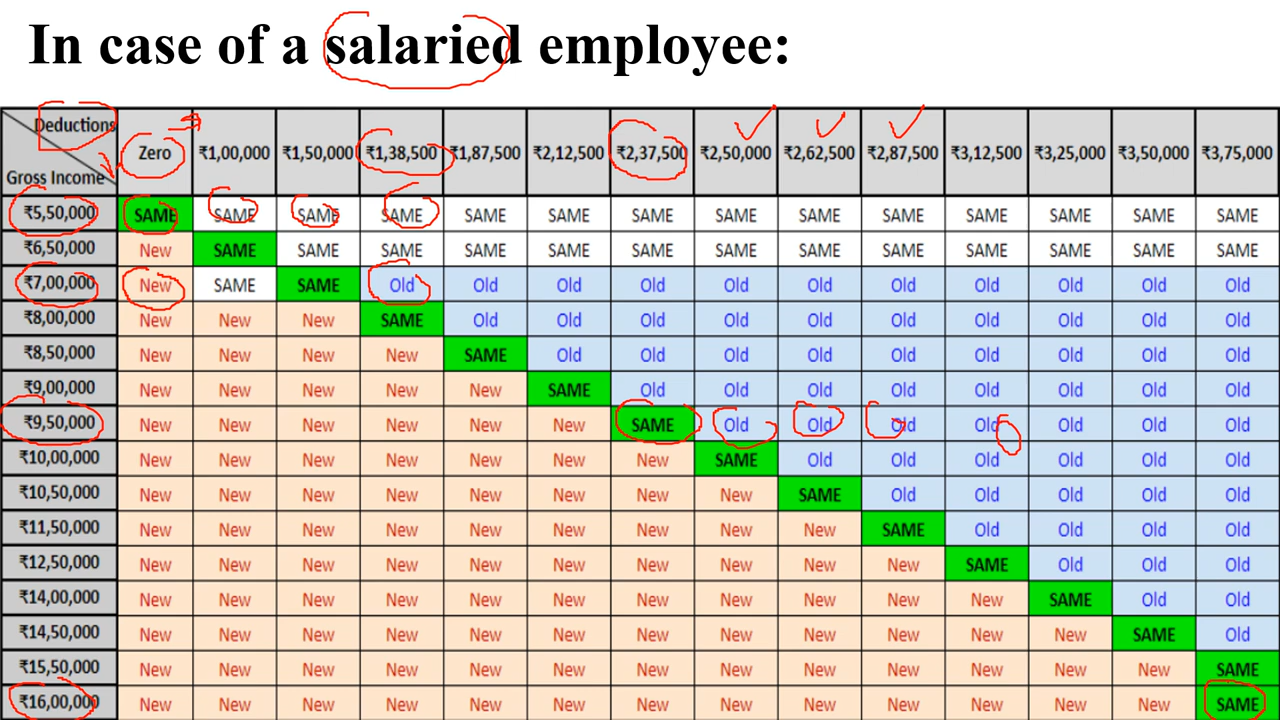 In case of a salaried employee:
Deductions
Gross Income Zero ₹1,00,000 ₹1,50,000 ₹1,38,500 ₹1,87,500 ₹2,12,500 ₹2,37,500 ₹2,50,000 ₹2,62,500 ₹2,87,500 ₹3,12,500 ₹3,25,000 ₹3,50,000 ₹3,75,000
₹5,50,000 SAME SAME SAME SAME SAME SAME SAME SAME SAME SAME SAME SAME SAME SAME
₹6,50,000 New SAME SAME SAME SAME SAME SAME SAME SAME SAME SAME SAME SAME SAME
₹7,00,000 New SAME SAME Old Old Old Old Old Old Old Old Old Old Old
₹8,00,000 New New New SAME Old Old Old Old Old Old Old Old Old Old
₹8,50,000 New New New New SAME Old Old Old Old Old Old Old Old Old
₹9,00,000 New New New New New SAME Old Old Old Old Old Old Old Old
₹9,50,000 New New New New New New SAME Old Old Old Old Old Old Old
₹10,00,000 New New New New New New New SAME Old Old Old Old Old Old
₹10,50,000 New New New New New New New New SAME Old Old Old Old Old
₹11,50,000 New New New New New New New New New SAME Old Old Old Old
₹12,50,000 New New New New New New New New New New SAME Old Old Old
₹14,00,000 New New New New New New New New New New New SAME Old Old
₹14,50,000 New New New New New New New New New New New New SAME Old
₹15,50,000 New New New New New New New New New New New New New SAME
₹16,00,000 New New New New New New New New New New New New New SAME